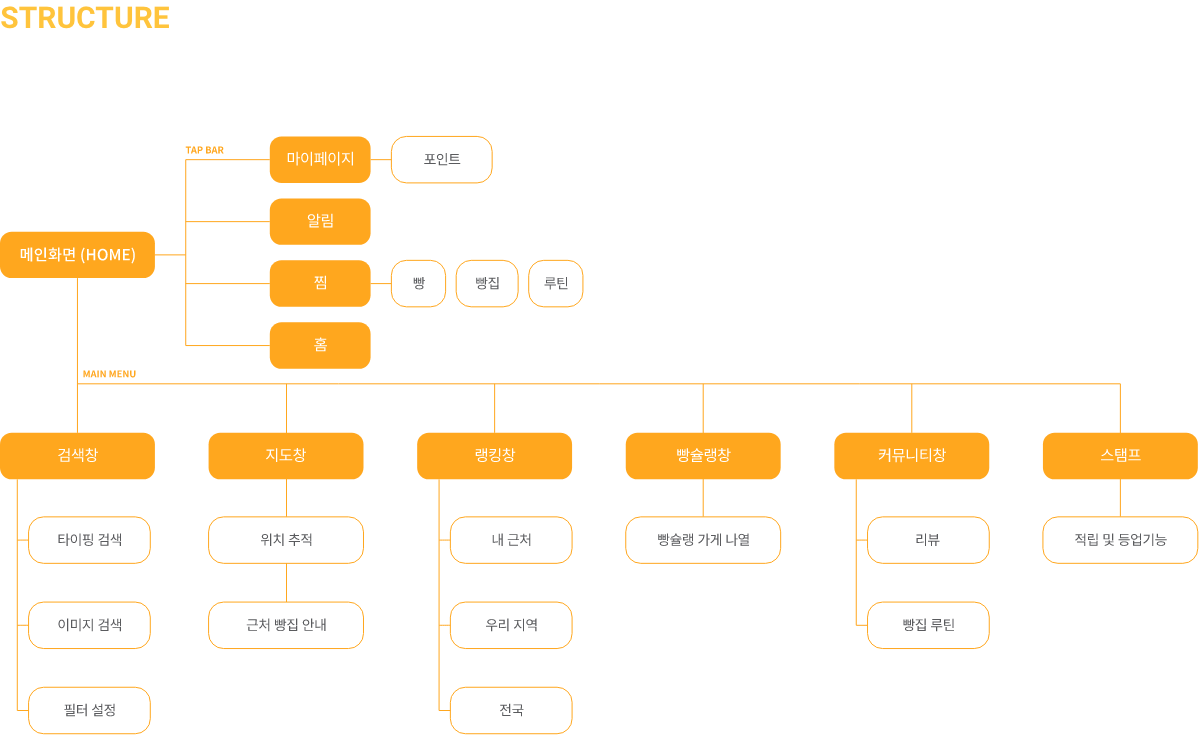 STRUCTURE
TAP BAR
마이페이지
포인트
알림
메인화면 (HOME)
찜
빵
빵집
루틴
홈
MAIN MENU
검색창
지도창
랭킹창
빵슐랭창
커뮤니티창
스탬프
타이핑 검색
위치 추적
내 근처
빵슐랭 가게 나열
리뷰
적립 및 등업기능
이미지 검색
근처 빵집 안내
우리 지역
빵집 루틴
필터 설정
전국